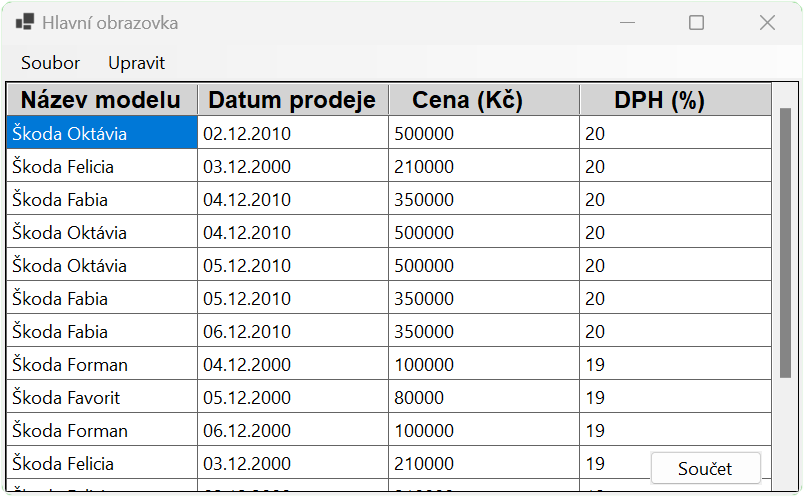 Hlavní obrazovka
Soubor Upravit
Název modelu Datum prodeje Cena (Kč) DPH (%)
Škoda Oktávia 02.12.2010 500000 20
Škoda Felicia 03.12.2000 210000 20
Škoda Fabia 04.12.2010 350000 20
Škoda Oktávia 04.12.2010 500000 20
Škoda Oktávia 05.12.2010 500000 20
Škoda Fabia 05.12.2010 350000 20
Škoda Fabia 06.12.2010 350000 20
Škoda Forman 04.12.2000 100000 19
Škoda Favorit 05.12.2000 80000 19
Škoda Forman 06.12.2000 100000 19
Škoda Felicia 03.12.2000 210000 19
Součet